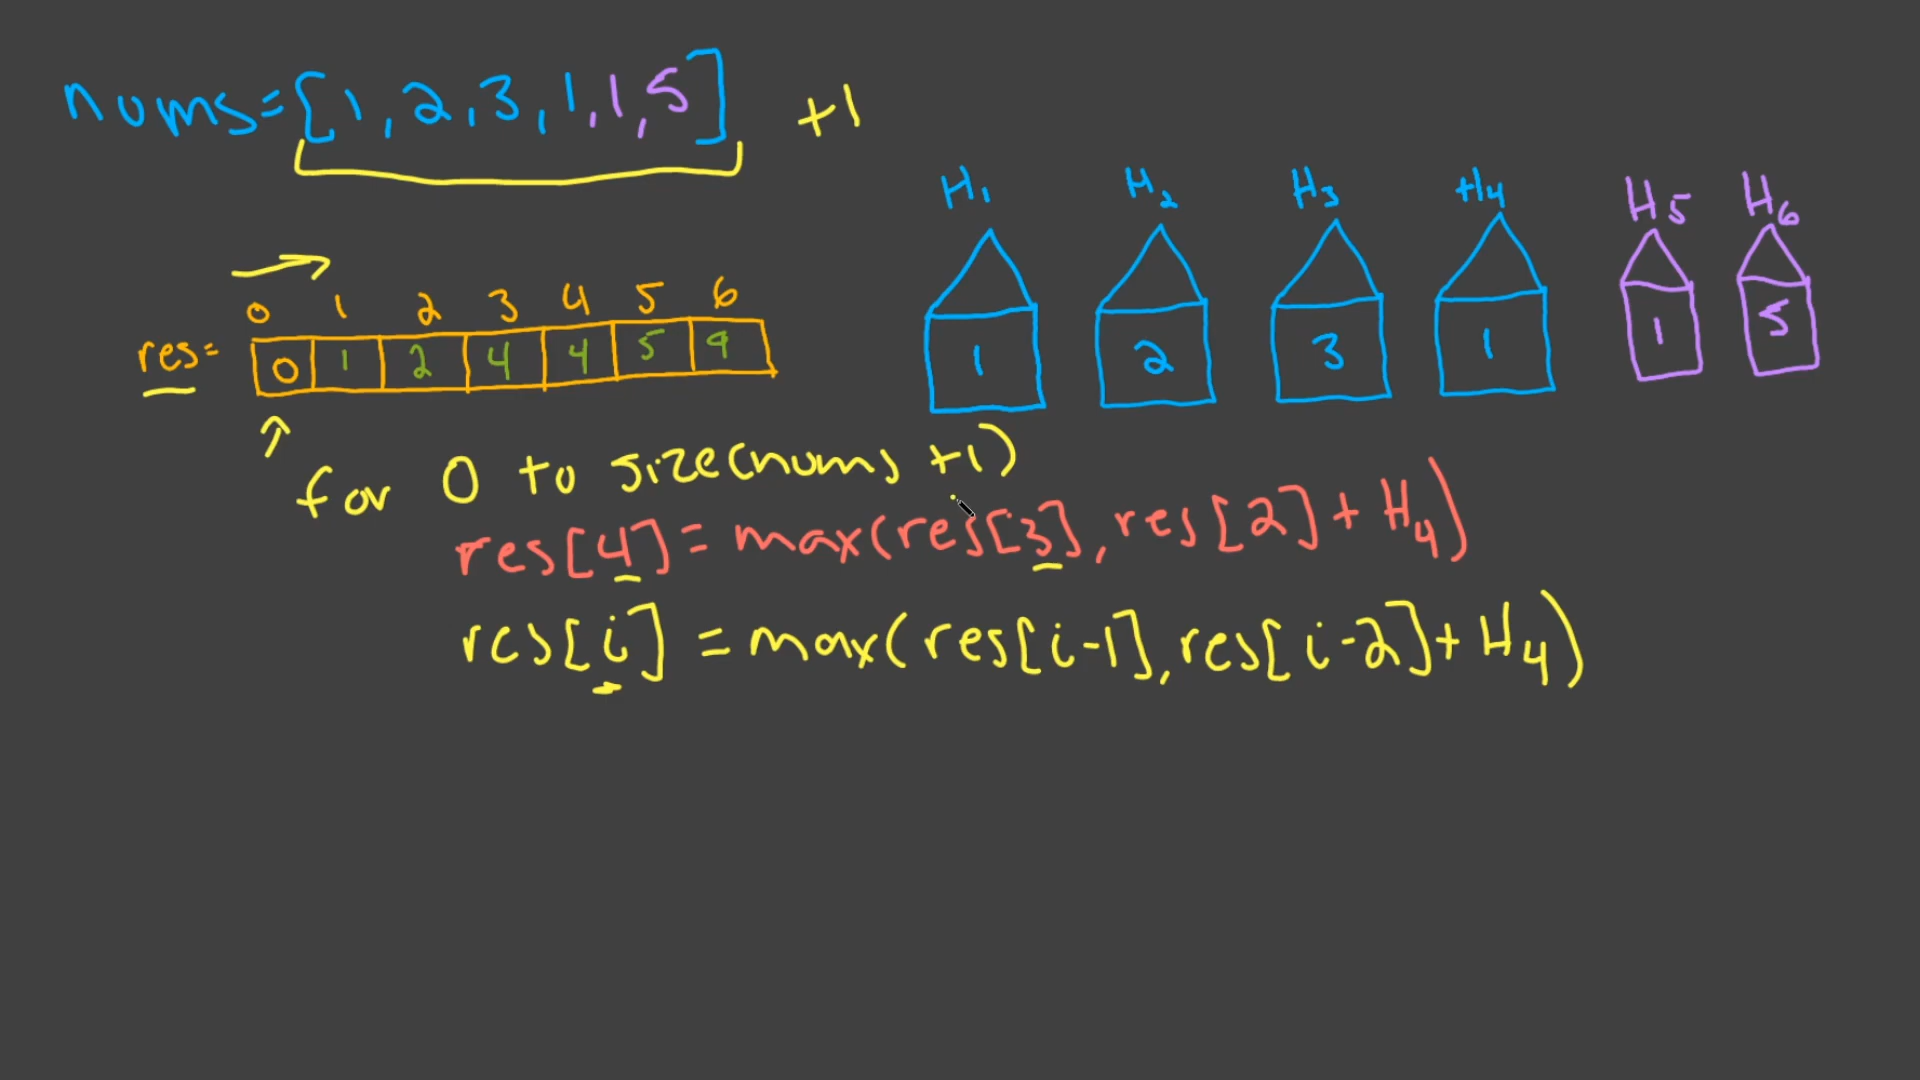 nums=[1,2,3,1,1,5] +1
H1 H2 H3 H4 H5 H6
1 2 3 1 1 5
0 1 2 3 4 5 6
res= 0 1 2 4 4 5 9
for 0 to size(nums +1)
res[4]=max(res[3],res[2]+H4)
res[i]=max(res[i-1],res[i-2]+H4)